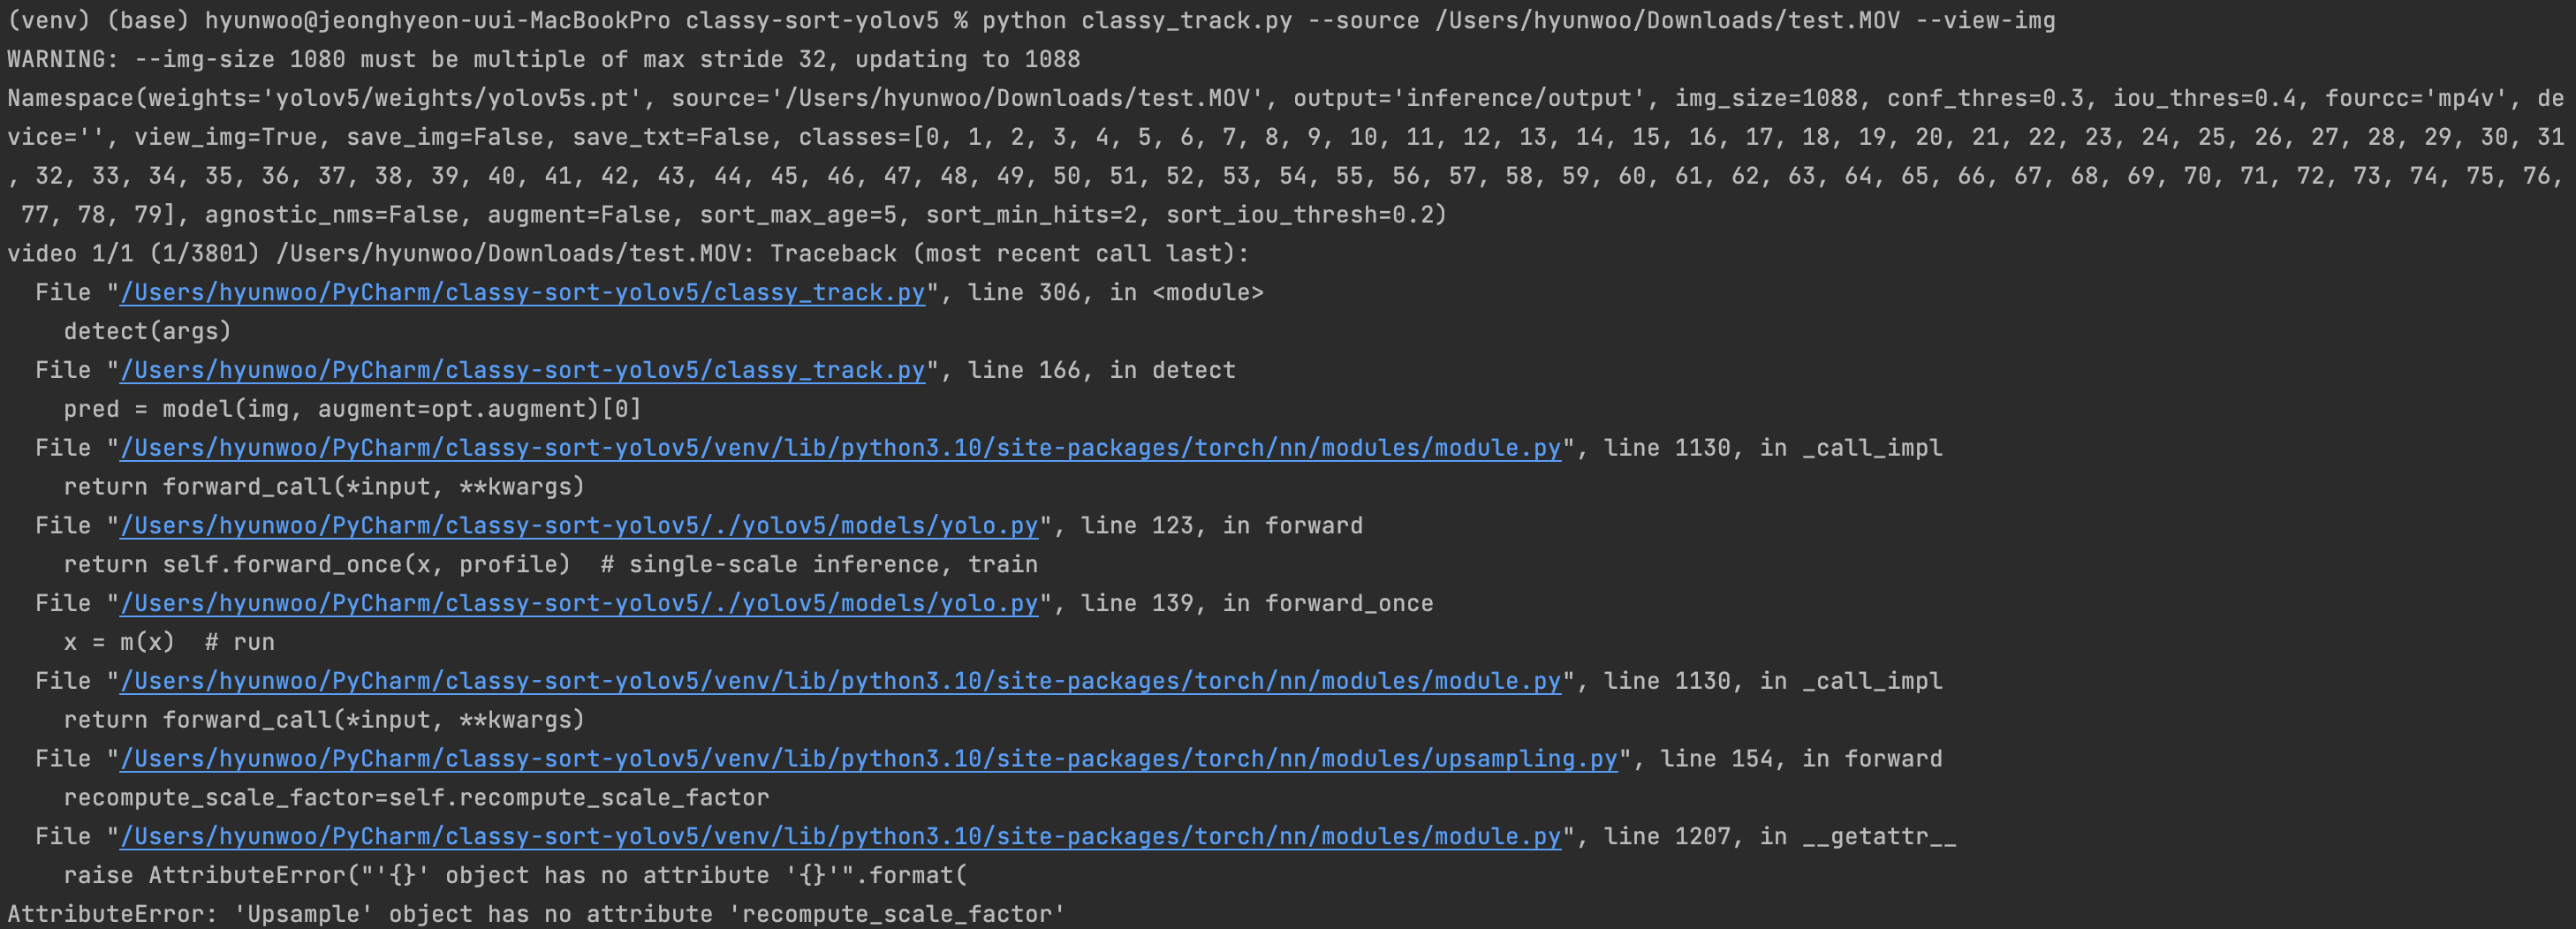 (venv) (base) hyunwoo@jeonghyeon-uui-MacBookPro classy-sort-yolov5 % python classy_track.py --source /Users/hyunwoo/Downloads/test.MOV --view-img
WARNING: --img-size 1080 must be multiple of max stride 32, updating to 1088
Namespace(weights='yolov5/weights/yolov5s.pt', source='/Users/hyunwoo/Downloads/test.MOV', output='inference/output', img_size=1088, conf_thres=0.3, iou_thres=0.4, fourcc='mp4v', de
vice='', view_img=True, save_img=False, save_txt=False, classes=[0, 1, 2, 3, 4, 5, 6, 7, 8, 9, 10, 11, 12, 13, 14, 15, 16, 17, 18, 19, 20, 21, 22, 23, 24, 25, 26, 27, 28, 29, 30, 31
, 32, 33, 34, 35, 36, 37, 38, 39, 40, 41, 42, 43, 44, 45, 46, 47, 48, 49, 50, 51, 52, 53, 54, 55, 56, 57, 58, 59, 60, 61, 62, 63, 64, 65, 66, 67, 68, 69, 70, 71, 72, 73, 74, 75, 76,
 77, 78, 79], agnostic_nms=False, augment=False, sort_max_age=5, sort_min_hits=2, sort_iou_thresh=0.2)
video 1/1 (1/3801) /Users/hyunwoo/Downloads/test.MOV: Traceback (most recent call last):
  File "/Users/hyunwoo/PyCharm/classy-sort-yolov5/classy_track.py", line 306, in <module>
    detect(args)
  File "/Users/hyunwoo/PyCharm/classy-sort-yolov5/classy_track.py", line 166, in detect
    pred = model(img, augment=opt.augment)[0]
  File "/Users/hyunwoo/PyCharm/classy-sort-yolov5/venv/lib/python3.10/site-packages/torch/nn/modules/module.py", line 1130, in _call_impl
    return forward_call(*input, **kwargs)
  File "/Users/hyunwoo/PyCharm/classy-sort-yolov5/./yolov5/models/yolo.py", line 123, in forward
    return self.forward_once(x, profile)  # single-scale inference, train
  File "/Users/hyunwoo/PyCharm/classy-sort-yolov5/./yolov5/models/yolo.py", line 139, in forward_once
    x = m(x)  # run
  File "/Users/hyunwoo/PyCharm/classy-sort-yolov5/venv/lib/python3.10/site-packages/torch/nn/modules/module.py", line 1130, in _call_impl
    return forward_call(*input, **kwargs)
  File "/Users/hyunwoo/PyCharm/classy-sort-yolov5/venv/lib/python3.10/site-packages/torch/nn/modules/upsampling.py", line 154, in forward
    recompute_scale_factor=self.recompute_scale_factor
  File "/Users/hyunwoo/PyCharm/classy-sort-yolov5/venv/lib/python3.10/site-packages/torch/nn/modules/module.py", line 1207, in __getattr__
    raise AttributeError("'{}' object has no attribute '{}'".format(
AttributeError: 'Upsample' object has no attribute 'recompute_scale_factor'